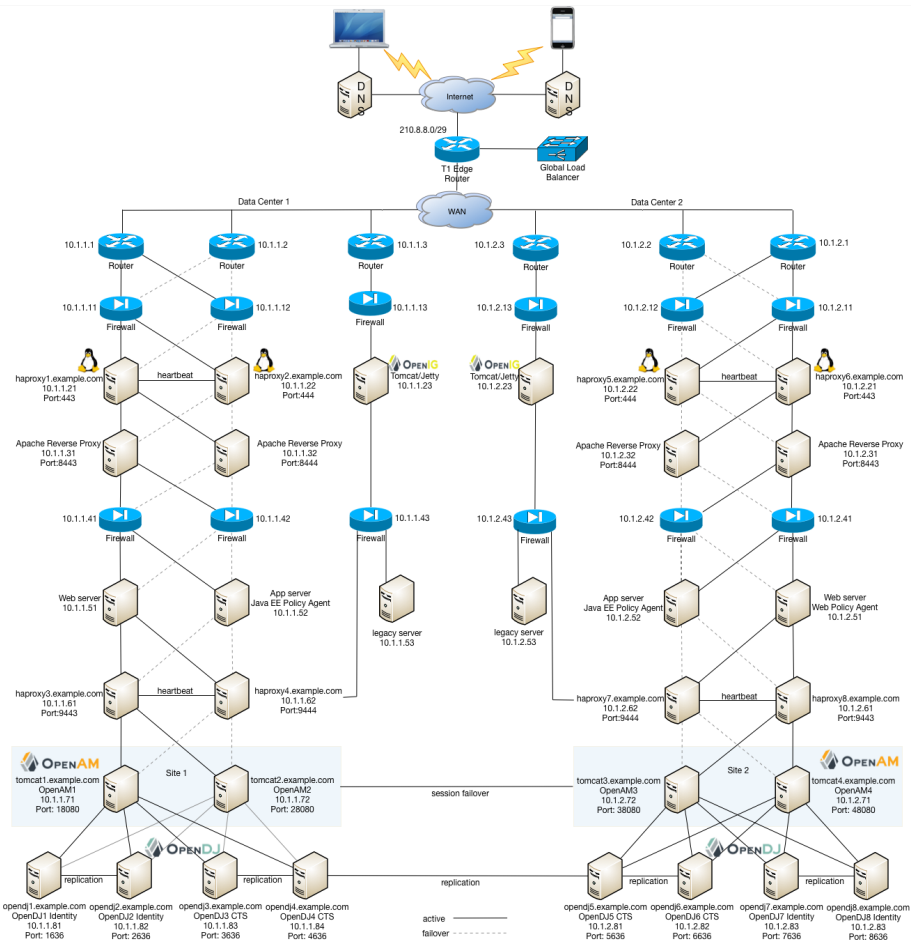 D
N
S
D
N
S
Internet
210.8.8.0/29
T1 Edge
Router
Global Load
Balancer
Data Center 1
WAN
Data Center 2
10.1.1.1
Router
10.1.1.2
Router
10.1.1.3
Router
10.1.2.3
Router
10.1.2.2
Router
10.1.2.1
Router
10.1.1.11
Firewall
10.1.1.12
Firewall
10.1.1.13
Firewall
10.1.2.13
Firewall
10.1.2.12
Firewall
10.1.2.11
Firewall
haproxy1.example.com
10.1.1.21
Port:443
heartbeat
haproxy2.example.com
10.1.1.22
Port:444
OPENIG
Tomcat/Jetty
10.1.1.23
OPENIG
Tomcat/Jetty
10.1.2.23
haproxy5.example.com
10.1.2.22
Port:444
heartbeat
haproxy6.example.com
10.1.2.21
Port:443
Apache Reverse Proxy
10.1.1.31
Port:8443
Apache Reverse Proxy
10.1.1.32
Port:8444
Apache Reverse Proxy
10.1.2.32
Port:8444
Apache Reverse Proxy
10.1.2.31
Port:8443
10.1.1.41
Firewall
10.1.1.42
Firewall
10.1.1.43
Firewall
10.1.2.43
Firewall
10.1.2.42
Firewall
10.1.2.41
Firewall
Web server
10.1.1.51
App server
Java EE Policy Agent
10.1.1.52
legacy server
10.1.1.53
legacy server
10.1.2.53
App server
Java EE Policy Agent
10.1.2.52
Web server
Web Policy Agent
10.1.2.51
haproxy3.example.com
10.1.1.61
Port:9443
heartbeat
haproxy4.example.com
10.1.1.62
Port:9444
haproxy7.example.com
10.1.2.62
Port:9444
heartbeat
haproxy8.example.com
10.1.2.61
Port:9443
OPENAM
Site 1
tomcat1.example.com
OpenAM1
10.1.1.71
Port: 18080
tomcat2.example.com
OpenAM2
10.1.1.72
Port: 28080
session failover
tomcat3.example.com
OpenAM3
10.1.2.72
Port: 38080
Site 2
OPENAM
tomcat4.example.com
OpenAM4
10.1.2.71
Port: 48080
OPENDJ
OPENDJ
replication
replication
replication
replication
replication
opendj1.example.com
OpenDJ1 Identity
10.1.1.81
Port: 1636
opendj2.example.com
OpenDJ2 Identity
10.1.1.82
Port: 2636
opendj3.example.com
OpenDJ3 CTS
10.1.1.83
Port: 3636
opendj4.example.com
OpenDJ4 CTS
10.1.1.84
Port: 4636
opendj5.example.com
OpenDJ5 CTS
10.1.2.81
Port: 5636
opendj6.example.com
OpenDJ6 CTS
10.1.2.82
Port: 6636
opendj7.example.com
OpenDJ7 Identity
10.1.2.83
Port: 7636
opendj8.example.com
OpenDJ8 Identity
10.1.2.83
Port: 8636
active
failover